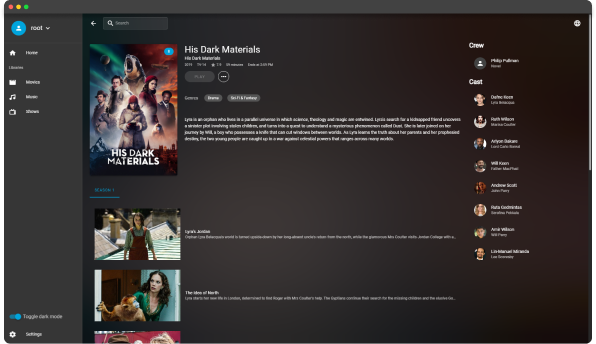 root
Search
Home
Libraries
Movies
Music
Shows
Toggle dark mode
Settings
HIS DARK
MATERIALS
His Dark Materials
His Dark Materials
2019 TV-14 7.9 59 minutes Ends at
PLAY
Genres Drama Sci-Fi & Fantasy
Lyra is an orphan who lives in a parallel universe in which science, theology and magic are entwined. Lyra's search for a kidnapped friend uncovers
a sinister plot involving stolen children, and turns into a quest to understand a mysterious phenomenon called Dust. She is later joined on her
journey by Will, a boy who possesses a knife that can cut windows between worlds. As Lyra learns the truth about her parents and her prophesied
destiny, the two young people are caught up in a war against celestial powers that ranges across many worlds.
SEASON 1
Lyra's Jordan
Orphan Lyra Belacqua's world is turned upside-down by her long-absent uncle's return from the north, while the glamorous Mrs Coulter visits Jordan College with a...
The Idea of North
Lyra starts her new life in London, determined to find Roger with Mrs Coulter's help. The Gyptians continue their search for the missing children and the elusive Go...
Crew
Philip Pullman
Novel
Cast
Dafne Keen
Lyra Belacqua
Ruth Wilson
Marisa Coulter
Ariyon Bakare
Lord Carlo Boreal
Will Keen
Father MacPhail
Andrew Scott
John Parry
Ruta Gedmintas
Serafina Pekkala
Amir Wilson
Will Parry
Lin-Manuel Miranda
Lee Scoresby